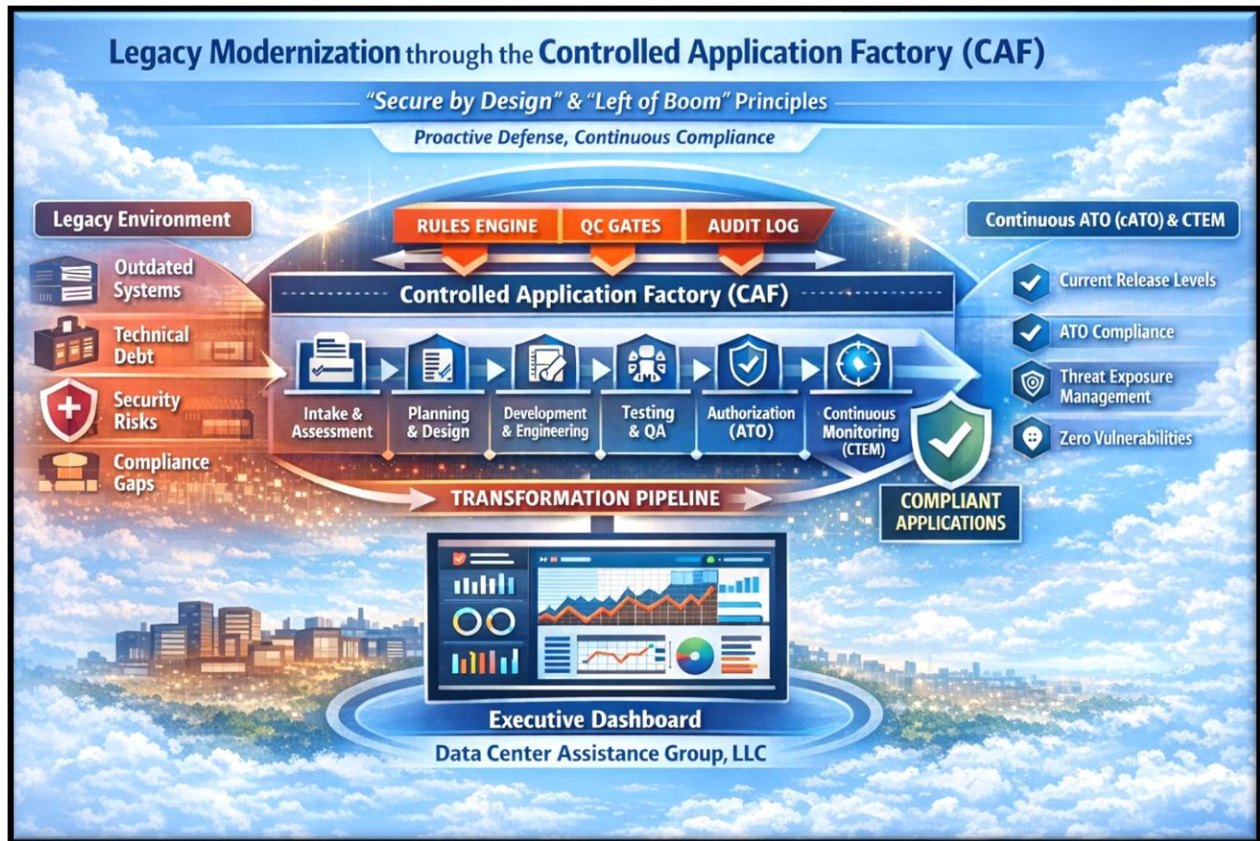 Legacy Modernization through the Controlled Application Factory (CAF)
“Secure by Design” & “Left of Boom” Principles
Proactive Defense, Continuous Compliance
Legacy Environment
Outdated
Systems
Technical
Debt
Security
Risks
Compliance
Gaps
RULES ENGINE
QC GATES
AUDIT LOG
Controlled Application Factory (CAF)
Intake &
Assessment
Planning
& Design
Development
& Engineering
Testing
& QA
Authorization
(ATO)
Continuous
Monitoring
(CTEM)
TRANSFORMATION PIPELINE
COMPLIANT
APPLICATIONS
Continuous ATO (cATO) & CTEM
Current Release Levels
ATO Compliance
Threat Exposure
Management
Zero Vulnerabilities
Executive Dashboard
Data Center Assistance Group, LLC